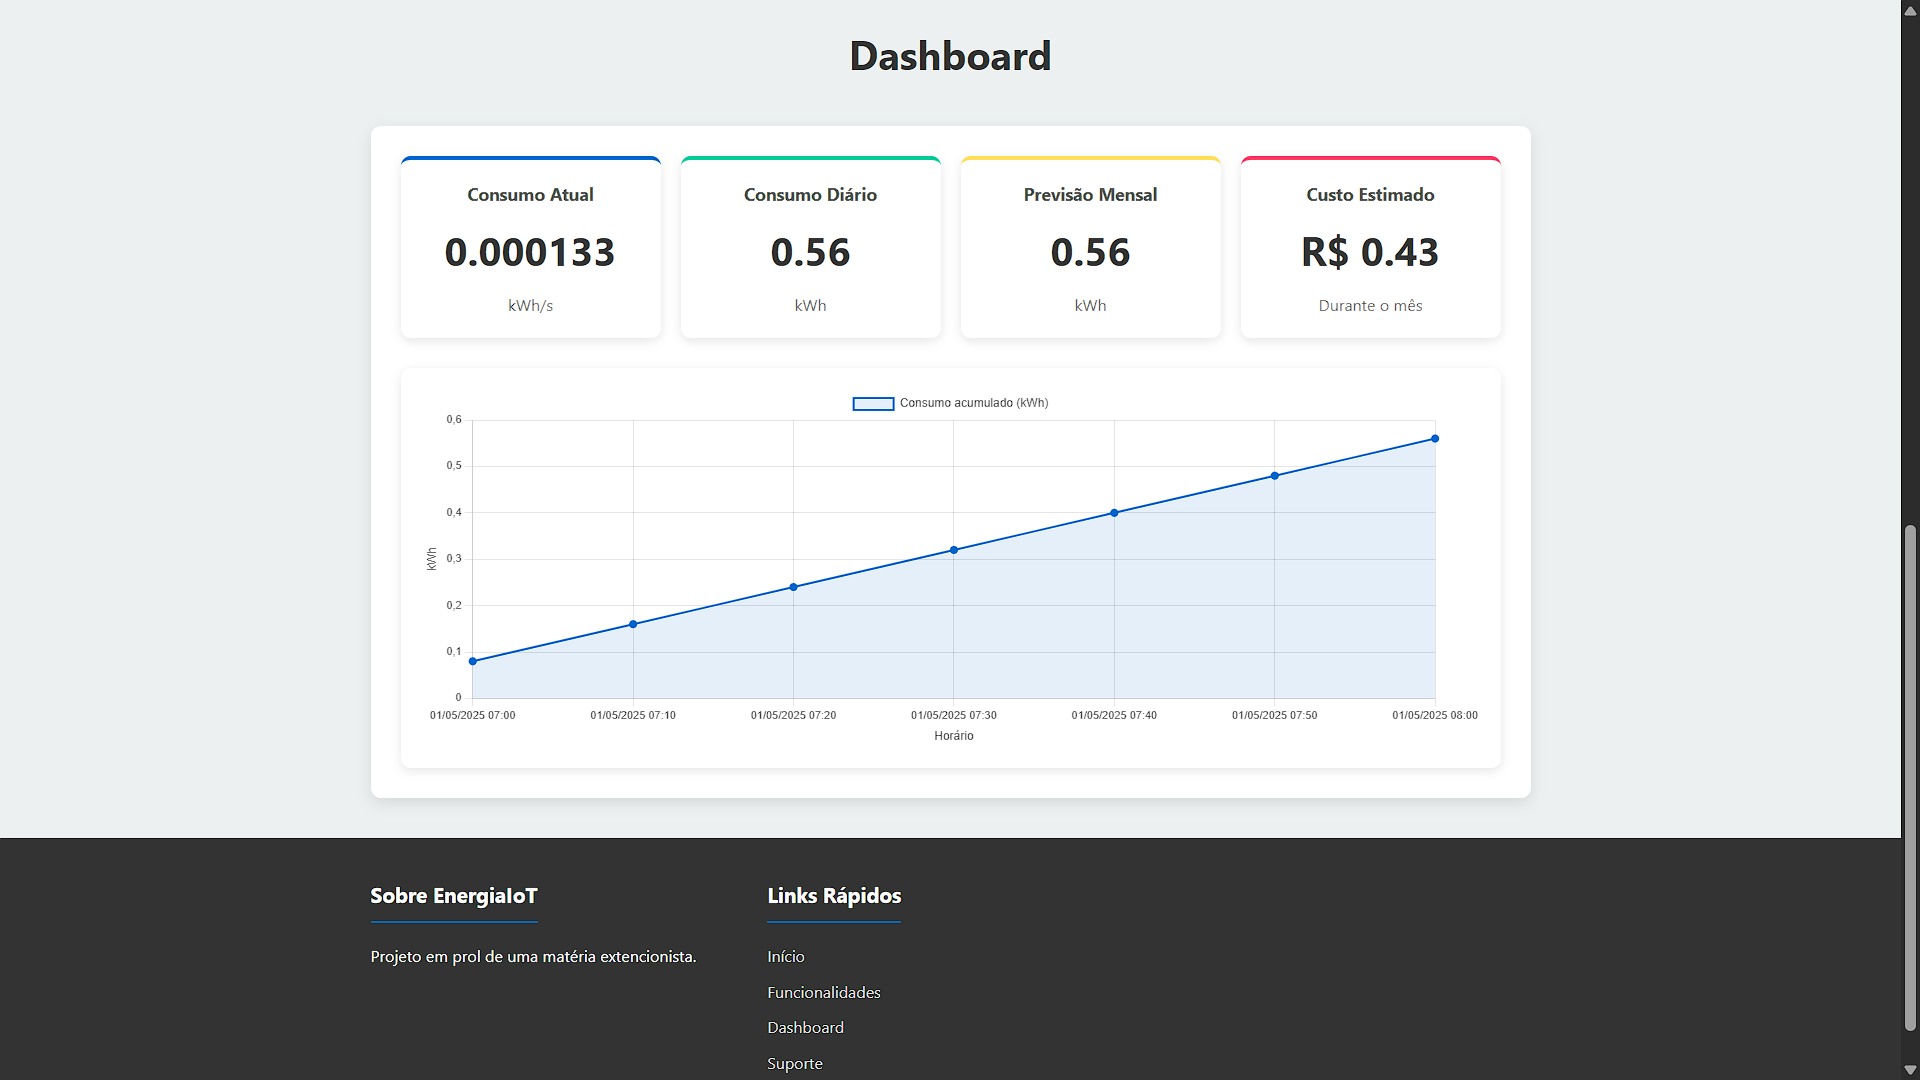 Dashboard
Consumo Atual
0.000133
kWh/s
Consumo Diário
0.56
kWh
Previsão Mensal
0.56
kWh
Custo Estimado
R$ 0.43
Durante o mês
Consumo acumulado (kWh)
kWh
0,6
0,5
0,4
0,3
0,2
0,1
0
01/05/2025 07:00
01/05/2025 07:10
01/05/2025 07:20
01/05/2025 07:30
01/05/2025 07:40
01/05/2025 07:50
01/05/2025 08:00
Horário
Sobre EnergiaIoT
Projeto em prol de uma matéria extencionista.
Links Rápidos
Início
Funcionalidades
Dashboard
Suporte